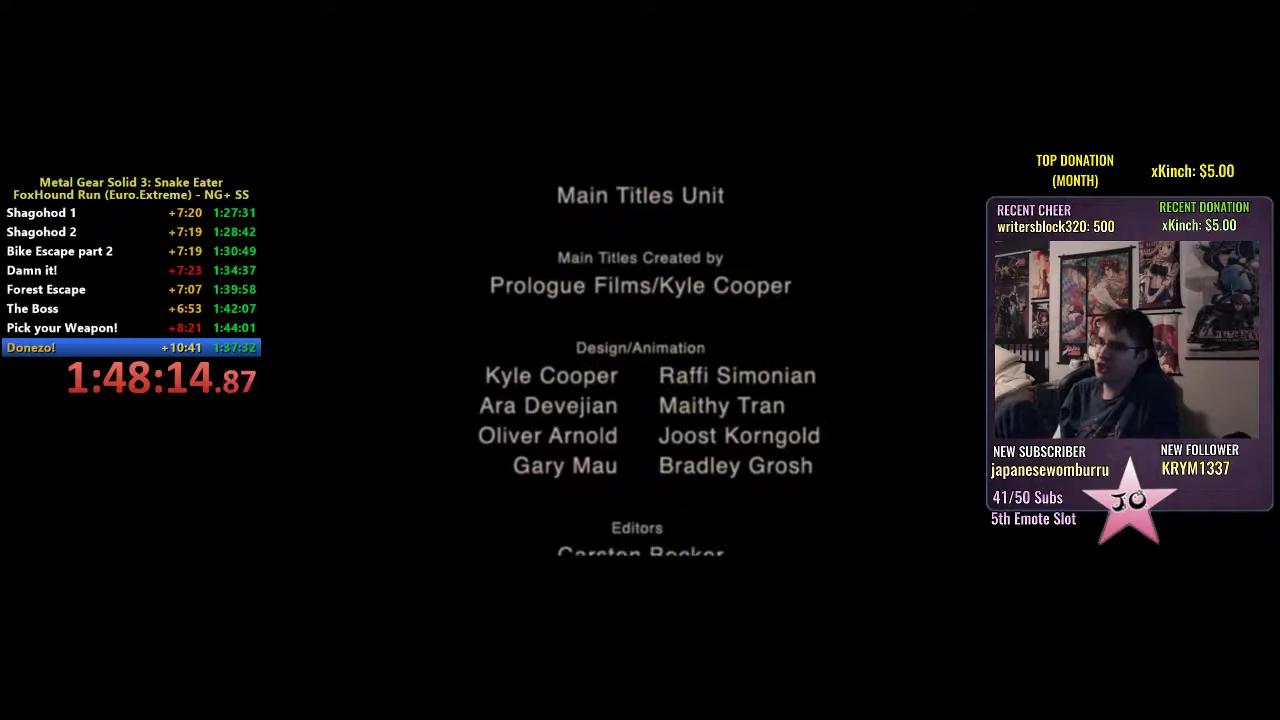 Metal Gear Solid 3: Snake Eater
FoxHound Run (Euro.Extreme) - NG+ SS
Shagohod 1 +7:20 1:27:31
Shagohod 2 +7:19 1:28:42
Bike Escape part 2 +7:19 1:30:49
Damn it! +7:23 1:34:37
Forest Escape +7:07 1:39:58
The Boss +6:53 1:42:07
Pick your Weapon! +8:21 1:44:01
Donezo! +10:41 1:37:32
1:48:14.87
Main Titles Unit
Main Titles Created by
Prologue Films/Kyle Cooper
Design/Animation
Kyle Cooper Raffi Simonian
Ara Devejian Maithy Tran
Oliver Arnold Joost Korngold
Gary Mau Bradley Grosh
Editors
TOP DONATION
(MONTH)
xKinch: $5.00
RECENT CHEER
writersblock320: 500
RECENT DONATION
xKinch: $5.00
NEW SUBSCRIBER
japanesewomburru
NEW FOLLOWER
KRYM1337
41/50 Subs
5th Emote Slot
JO